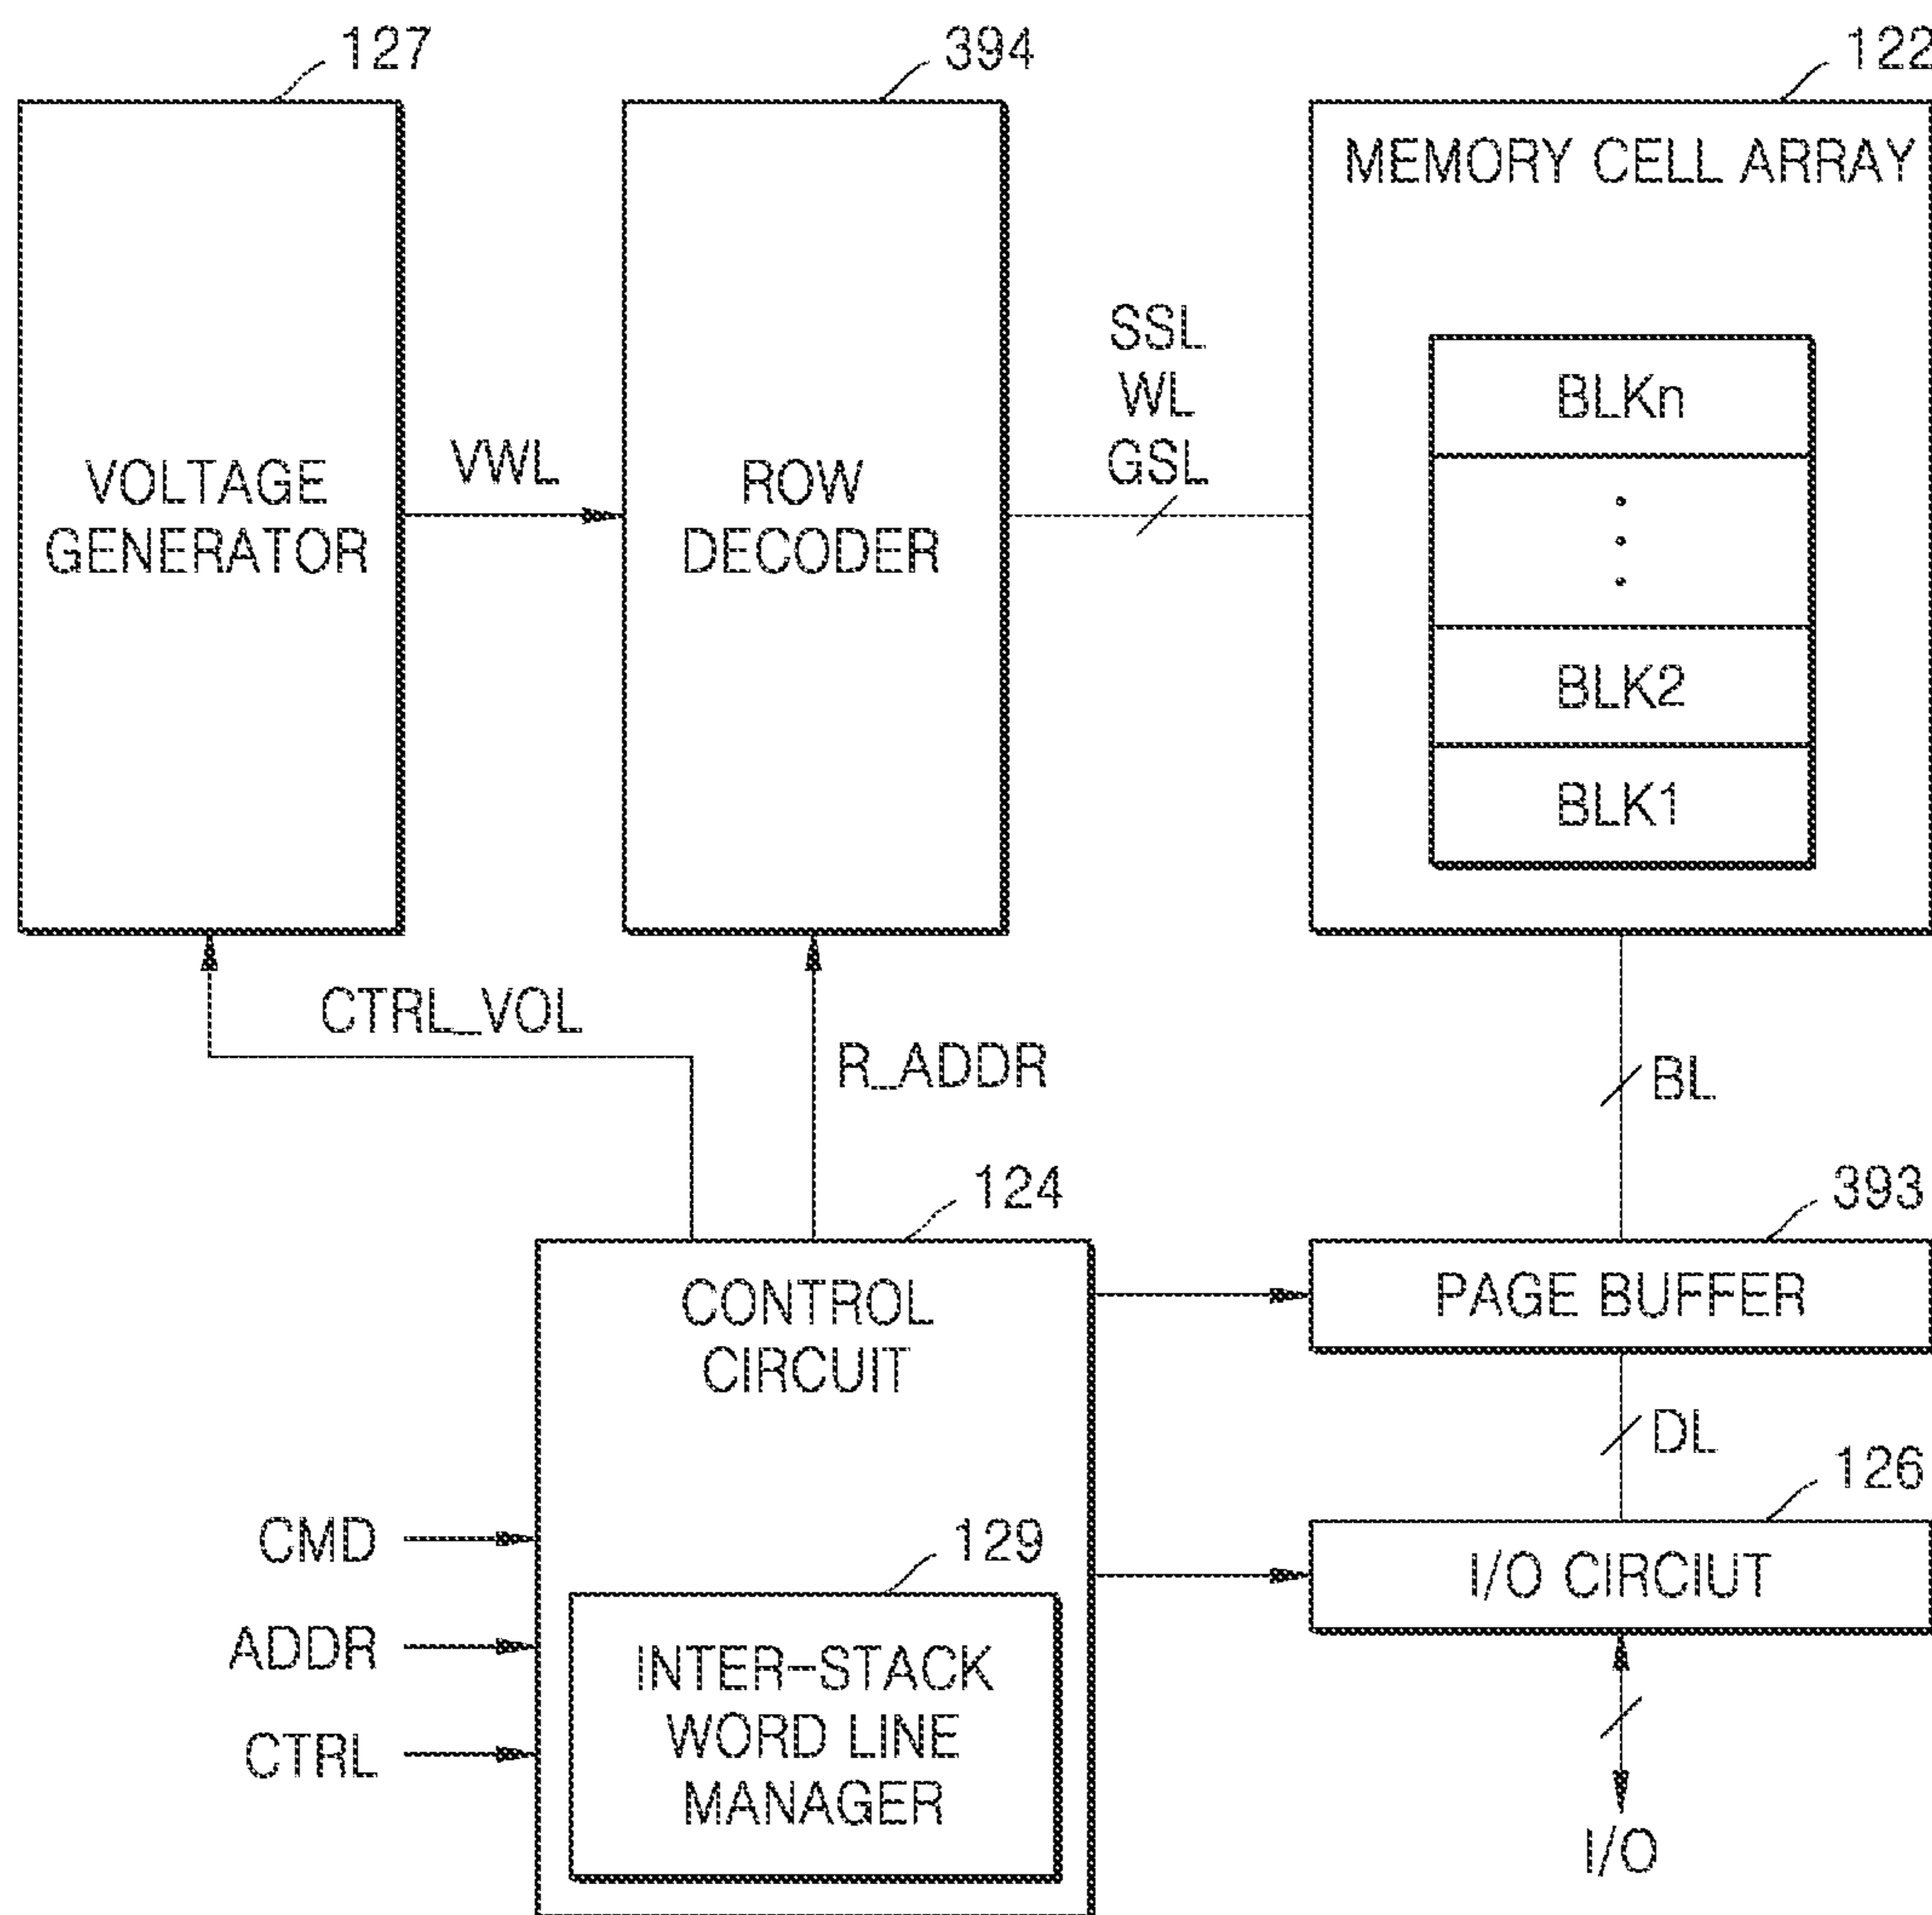 127
394
122
VOLTAGE
GENERATOR
VWL
ROW
DECODER
SSL
WL
GSL
MEMORY CELL ARRAY
BLKn
BLK2
BLK1
CTRL_VOL
R_ADDR
BL
124
CONTROL
CIRCUIT
393
PAGE BUFFER
DL
126
I/O CIRCIUT
I/O
CMD
ADDR
CTRL
129
INTER-STACK
WORD LINE
MANAGER